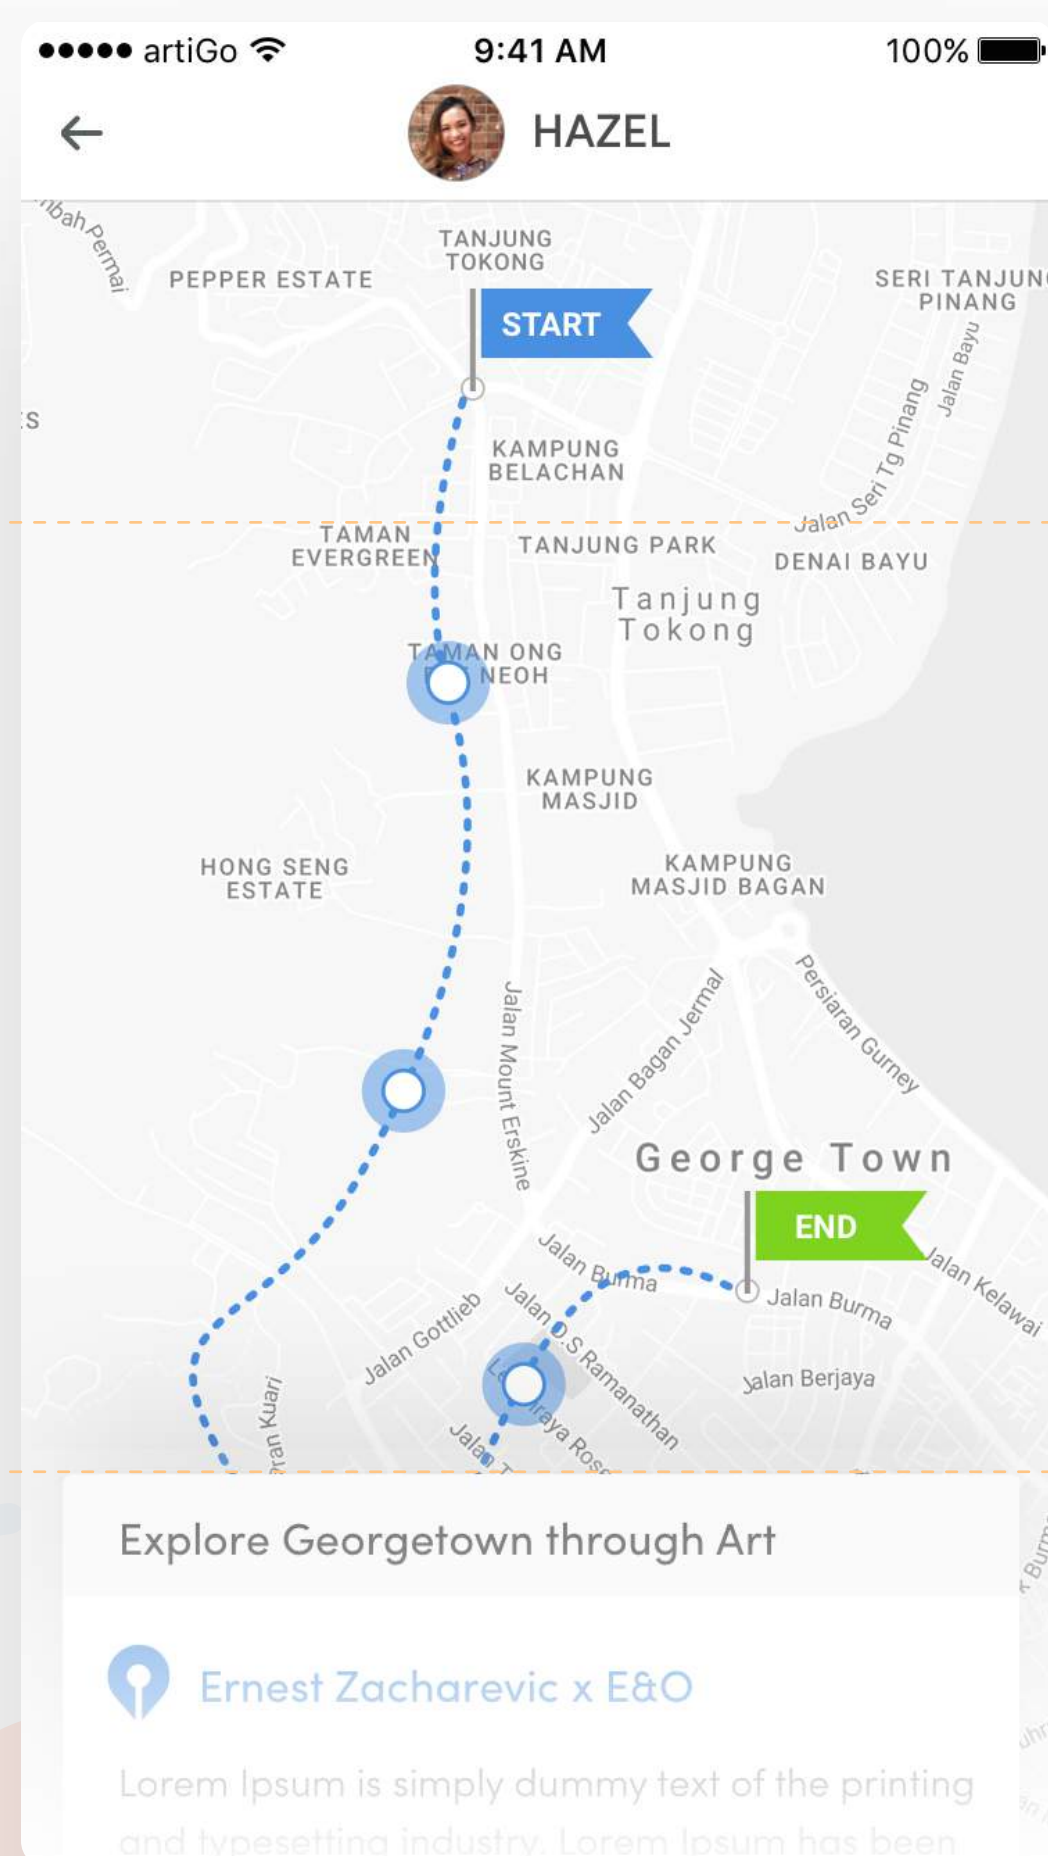 artiGo
9:41 AM
100%
HAZEL
TANJUNG
TOKONG
PEPPER ESTATE
SERI TANJUNG
PINANG
START
Jalan Bayu
Jalan Seri Tg Pinang
KAMPUNG
BELACHAN
TAMAN
EVERGREEN
TANJUNG PARK
DENAI BAYU
Tanjung
Tokong
TAMAN ONG
NEOH
KAMPUNG
MASJID
HONG SENG
ESTATE
KAMPUNG
MASJID BAGAN
Persiaran Gurney
Jalan Bagan Jermal
Jalan Mount Erskine
George Town
END
Jalan Burma
Jalan Kelawai
Jalan Burma
Jalan Gottlieb
Jalan D.S Ramanathan
Jalan Berjaya
Explore Georgetown through Art
Ernest Zacharevic x E&O
Lorem Ipsum is simply dummy text of the printing
and typesetting industry. Lorem Ipsum has been